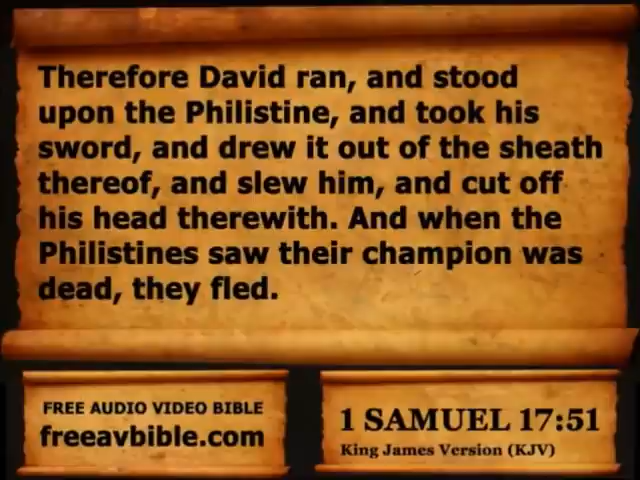 Therefore David ran, and stood
upon the Philistine, and took his
sword, and drew it out of the sheath
thereof, and slew him, and cut off
his head therewith. And when the
Philistines saw their champion was
dead, they fled.
FREE AUDIO VIDEO BIBLE
freeavbible.com
1 SAMUEL 17:51
King James Version (KJV)